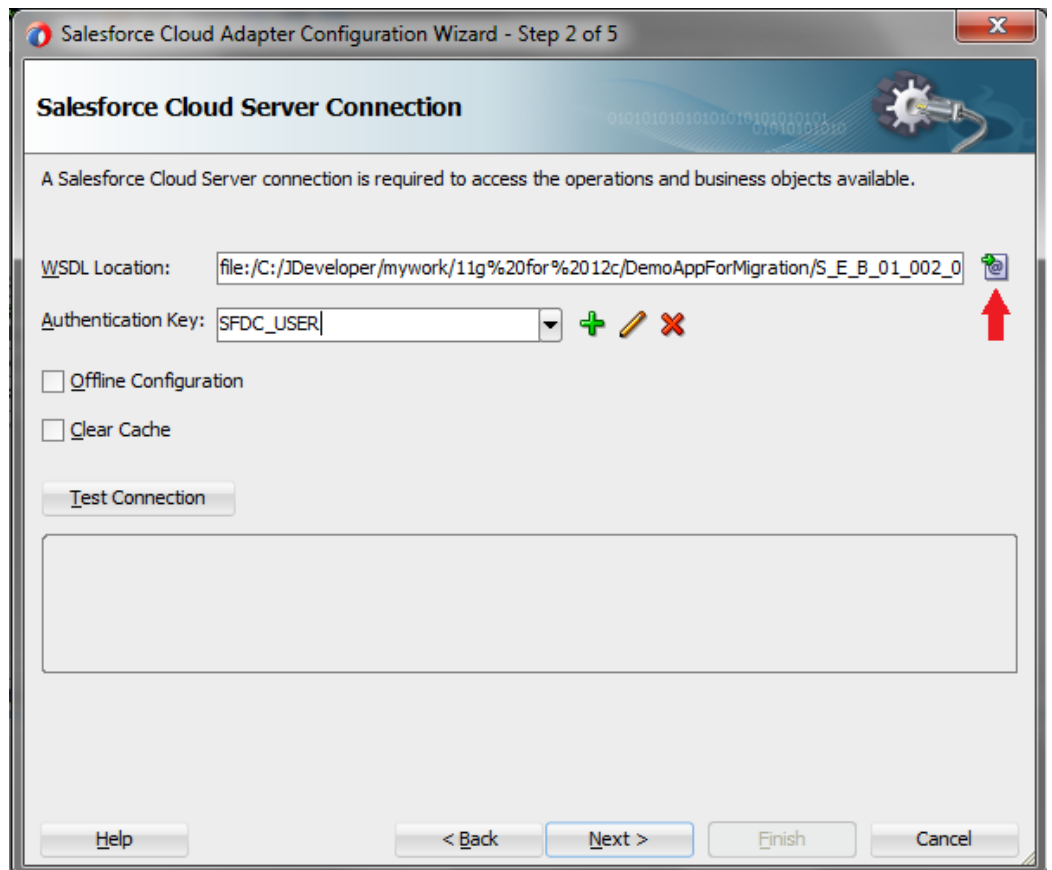 Salesforce Cloud Adapter Configuration Wizard - Step 2 of 5
Salesforce Cloud Server Connection
010101010101010101010101010101
01010101010
A Salesforce Cloud Server connection is required to access the operations and business objects available.
WSDL Location: file:/C:/JDeveloper/mywork/11g%20for%2012c/DemoAppForMigration/S_E_B_01_002_0
Authentication Key: SFDC_USER
Offline Configuration
Clear Cache
Test Connection
Help < Back Next > Finish Cancel